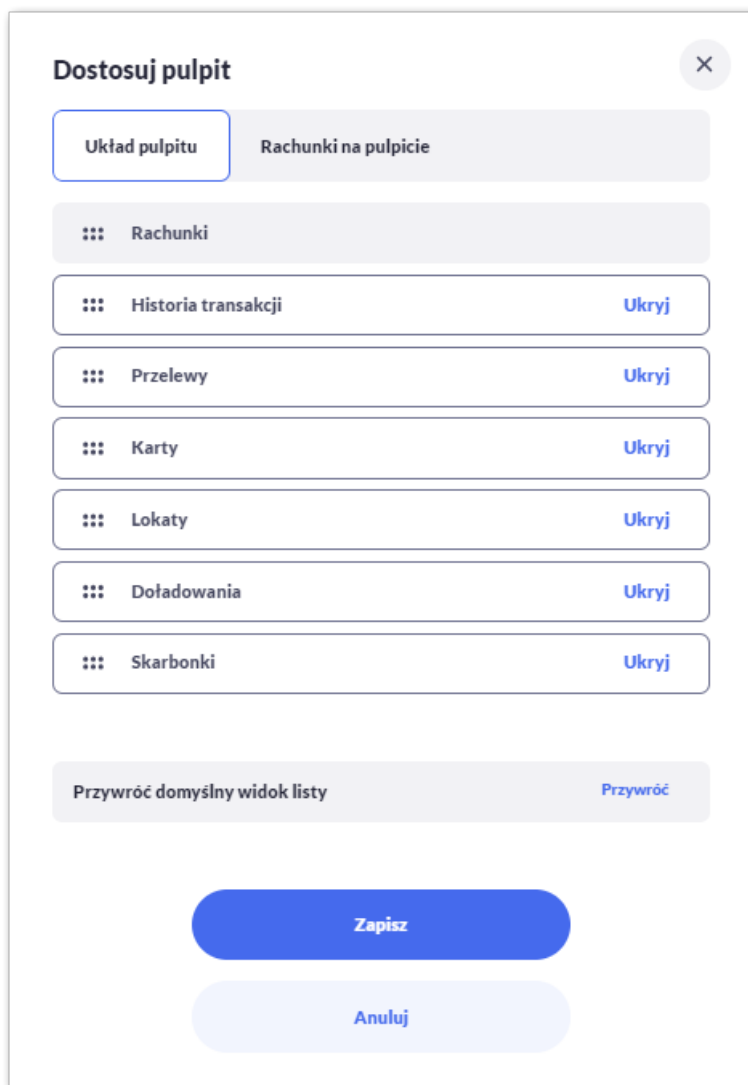 Dostosuj pulpit
Układ pulpitu Rachunki na pulpicie
Rachunki
Historia transakcji Ukryj
Przelewy Ukryj
Karty Ukryj
Lokaty Ukryj
Doładowania Ukryj
Skarbonki Ukryj
Przywróć domyślny widok listy Przywróć
Zapisz
Anuluj